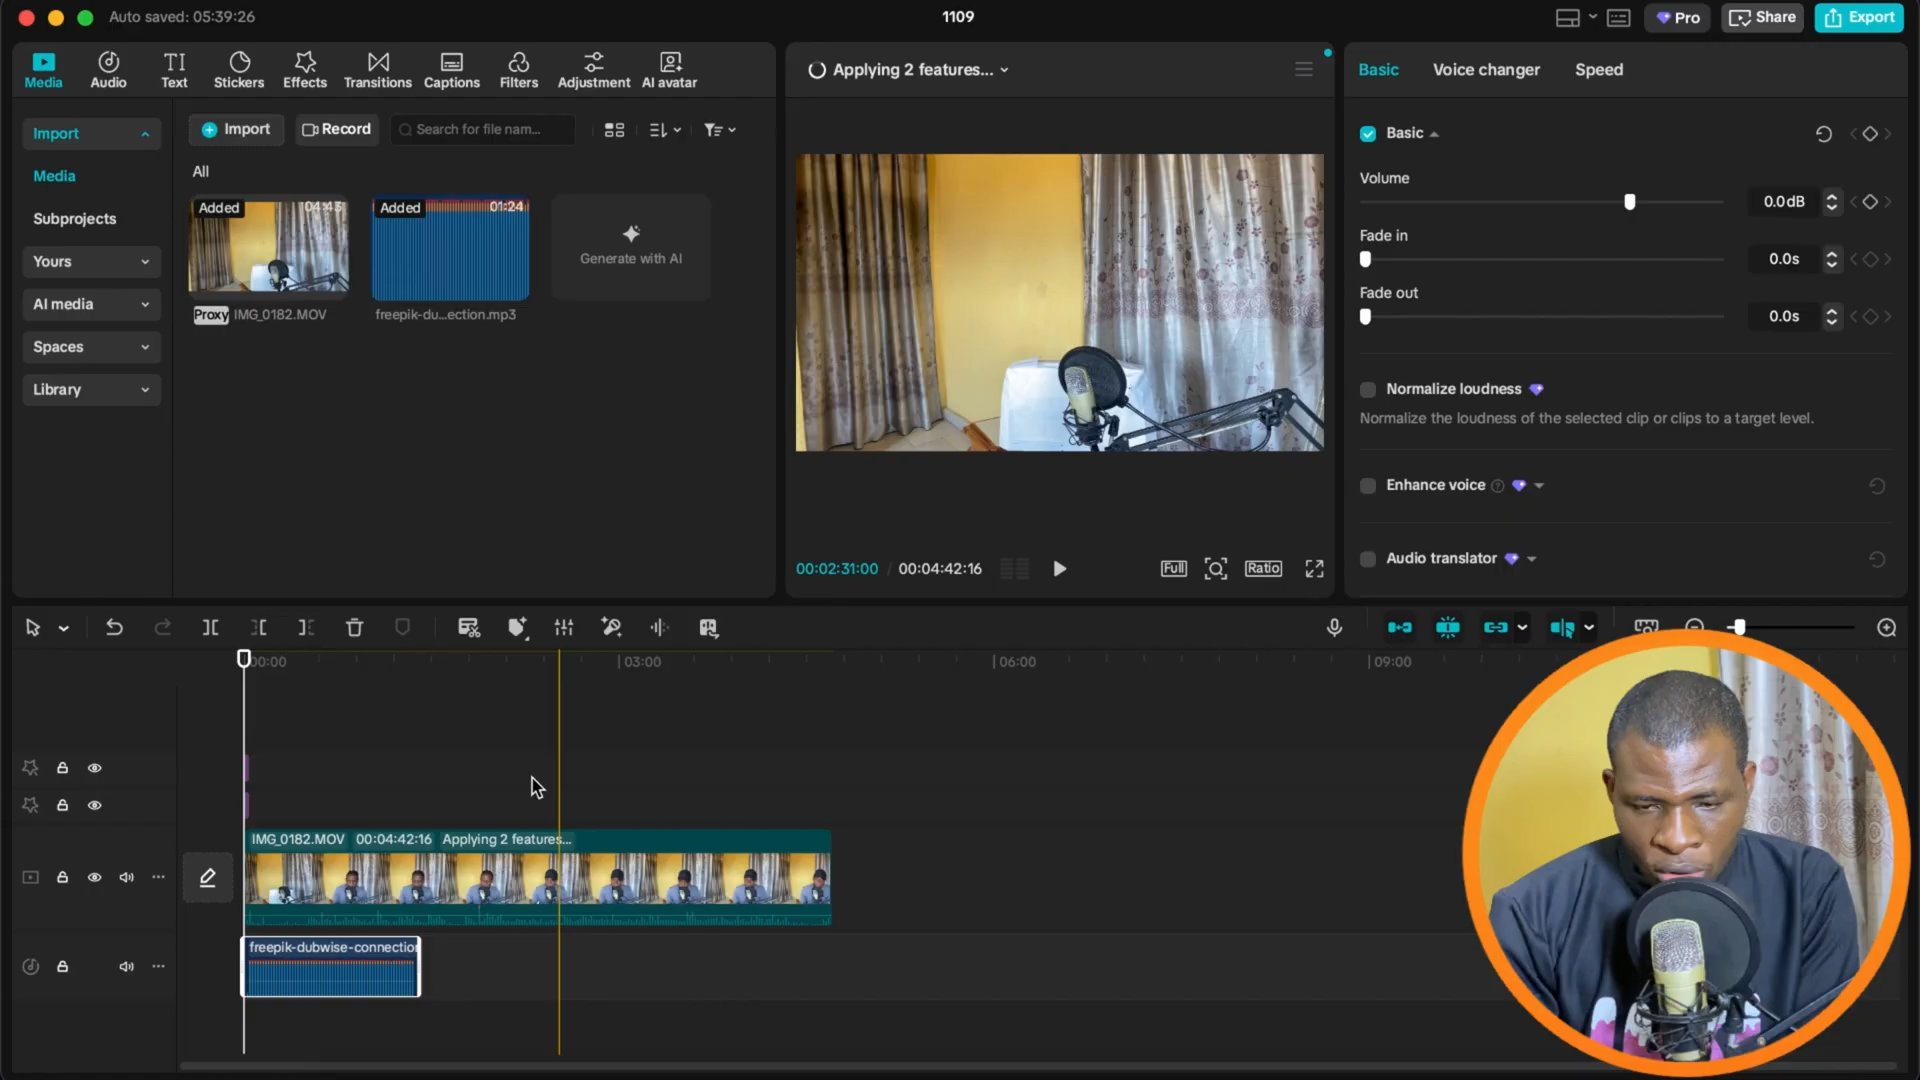 Auto saved: 05:39:26
1109
Pro
Share
Export
Media
Audio
TI
Text
Stickers
Effects
Transitions
Captions
Filters
Adjustment
AI avatar
Applying 2 features...
Basic
Voice changer
Speed
Import
Media
Subprojects
Yours
AI media
Spaces
Library
Import
Record
Search for file nam...
All
Added
04:43
Added
01:24
Generate with AI
Proxy
IMG_0182.MOV
freepik-du...ection.mp3
Basic
Volume
0.0dB
Fade in
0.0s
Fade out
0.0s
Normalize loudness
Normalize the loudness of the selected clip or clips to a target level.
Enhance voice
Audio translator
00:02:31:00 / 00:04:42:16
Full
Ratio
00:00
03:00
06:00
09:00
IMG_0182.MOV 00:04:42:16 Applying 2 features...
freepik-dubwise-connection